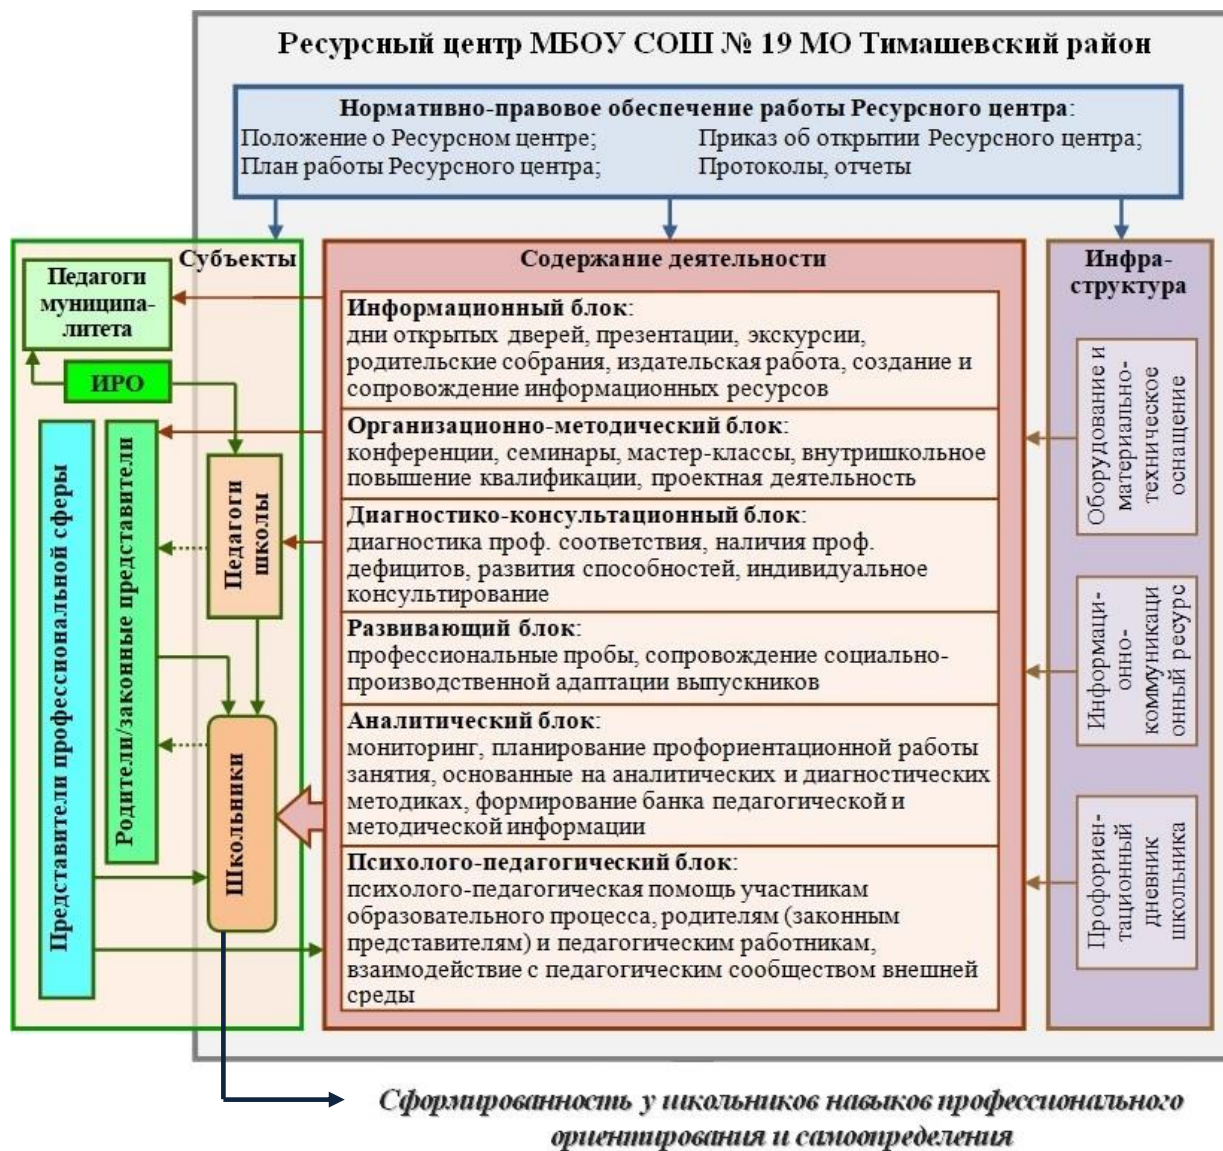 Ресурсный центр МБОУ СОШ № 19 МО Тимашевский район
Нормативно-правовое обеспечение работы Ресурсного центра:
Положение о Ресурсном центре;
Приказ об открытии Ресурсного центра;
План работы Ресурсного центра;
Протоколы, отчеты
Субъекты
Педагоги
муниципа-
литета
ИРО
Представители профессиональной сферы
Родители/законные представители
Педагоги
школы
Школьники
Содержание деятельности
Информационный блок:
дни открытых дверей, презентации, экскурсии,
родительские собрания, издательская работа, создание и
сопровождение информационных ресурсов
Организационно-методический блок:
конференции, семинары, мастер-классы, внутришкольное
повышение квалификации, проектная деятельность
Диагностико-консультационный блок:
диагностика проф. соответствия, наличия проф.
дефицитов, развития способностей, индивидуальное
консультирование
Развивающий блок:
профессиональные пробы, сопровождение социально-
производственной адаптации выпускников
Аналитический блок:
мониторинг, планирование профориентационной работы
занятия, основанные на аналитических и диагностических
методиках, формирование банка педагогической и
методической информации
Психолого-педагогический блок:
психолого-педагогическая помощь участникам
образовательного процесса, родителям (законным
представителям) и педагогическим работникам,
взаимодействие с педагогическим сообществом внешней
среды
Инфра-
структура
Оборудование и
материально-
техническое
оснащение
Информаци-
онно-
коммуникаци
онный ресурс
Профориен-
тационный
дневник
школьника
Сформированность у школьников навыков профессионального
ориентирования и самоопределения